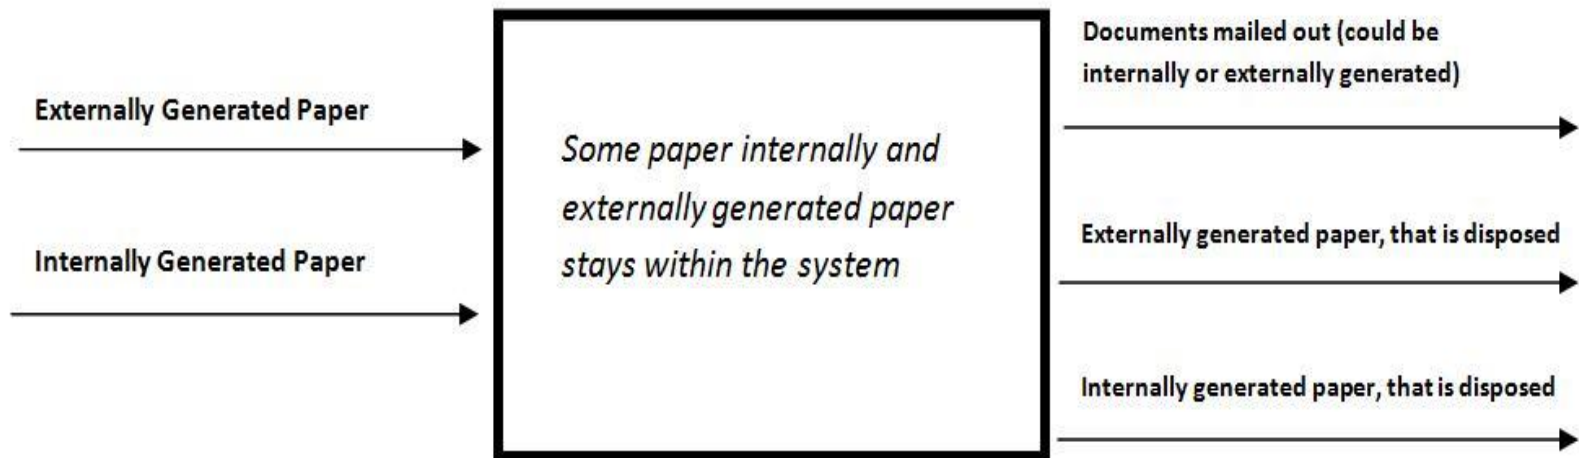 Externally Generated Paper
Internally Generated Paper
Some paper internally and
externally generated paper
stays within the system
Documents mailed out (could be
internally or externally generated)
Externally generated paper, that is disposed
Internally generated paper, that is disposed